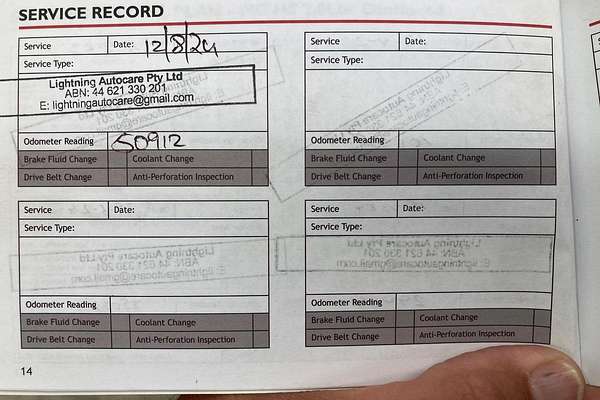 SERVICE RECORD
Service Date: 12/8/24
Service Type:
Lightning Autocare Pty Ltd
ABN: 44 621 330 201
E: lightningautocare@gmail.com
Odometer Reading 50912
Brake Fluid Change Coolant Change
Drive Belt Change Anti-Perforation Inspection
Service Date:
Service Type:
Odometer Reading
Brake Fluid Change Coolant Change
Drive Belt Change Anti-Perforation Inspection
Service Date:
Service Type:
Odometer Reading
Brake Fluid Change Coolant Change
Drive Belt Change Anti-Perforation Inspection
Service Date:
Service Type:
Odometer Reading
Brake Fluid Change Coolant Change
Drive Belt Change Anti-Perforation Inspection
14